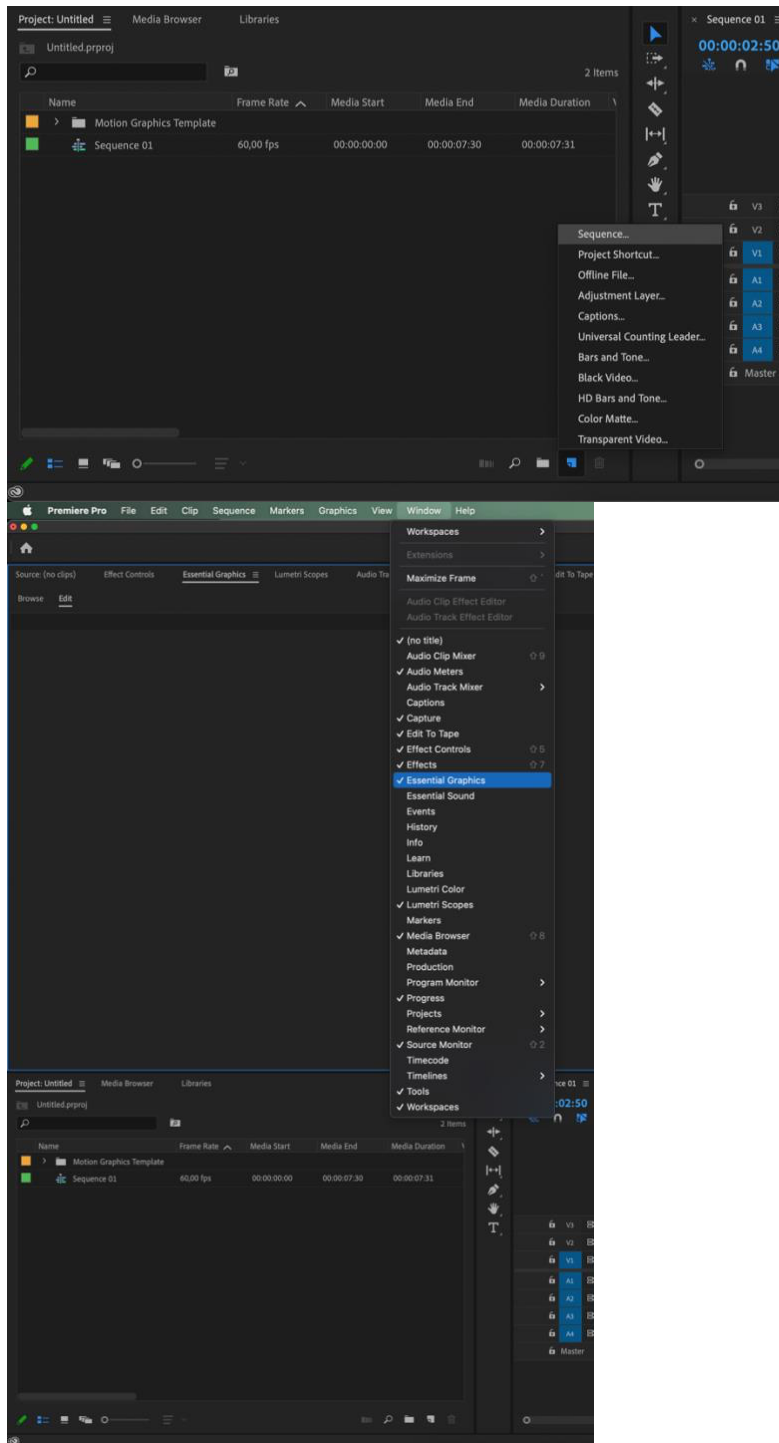 Project: Untitled Media Browser Libraries
× Sequence 01
Untitled.prproj
00:00:02:50
2 Items
Name Frame Rate Media Start Media End Media Duration
Motion Graphics Template
Sequence 01 60,00 fps 00:00:00:00 00:00:07:30 00:00:07:31
V3
V2
V1
A1
A2
A3
A4
Master
Sequence...
Project Shortcut...
Offline File...
Adjustment Layer...
Captions...
Universal Counting Leader...
Bars and Tone...
Black Video...
HD Bars and Tone...
Color Matte...
Transparent Video...
Premiere Pro File Edit Clip Sequence Markers Graphics View Window Help
Source: (no clips) Effect Controls Essential Graphics Lumetri Scopes Audio Tra
dit To Tape
Browse Edit
Workspaces
Extensions
Maximize Frame
Audio Clip Effect Editor
Audio Track Effect Editor
✓ (no title)
Audio Clip Mixer ⇧ 9
✓ Audio Meters
Audio Track Mixer
Captions
✓ Capture
✓ Edit To Tape
✓ Effect Controls ⇧ 5
✓ Effects ⇧ 7
✓ Essential Graphics
Essential Sound
Events
History
Info
Learn
Libraries
Lumetri Color
✓ Lumetri Scopes
Markers
✓ Media Browser ⇧ 8
Metadata
Production
Program Monitor
✓ Progress
Projects
Reference Monitor
✓ Source Monitor ⇧ 2
Timecode
Timelines
✓ Tools
✓ Workspaces
Project: Untitled Media Browser Libraries
nce 01
Untitled.prproj
:02:50
2 Items
Name Frame Rate Media Start Media End Media Duration
Motion Graphics Template
Sequence 01 60,00 fps 00:00:00:00 00:00:07:30 00:00:07:31
V3
V2
V1
A1
A2
A3
A4
Master